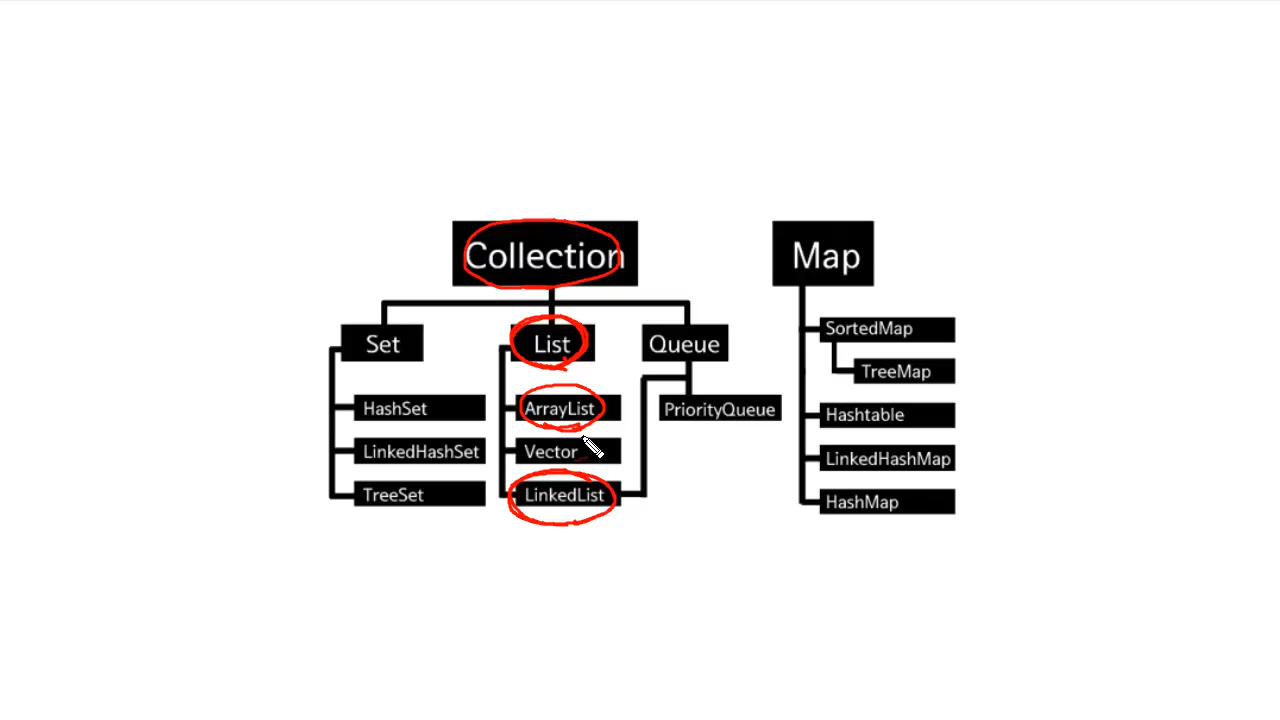 Collection
Map
Set
List
Queue
HashSet
LinkedHashSet
TreeSet
ArrayList
Vector
LinkedList
PriorityQueue
SortedMap
TreeMap
Hashtable
LinkedHashMap
HashMap